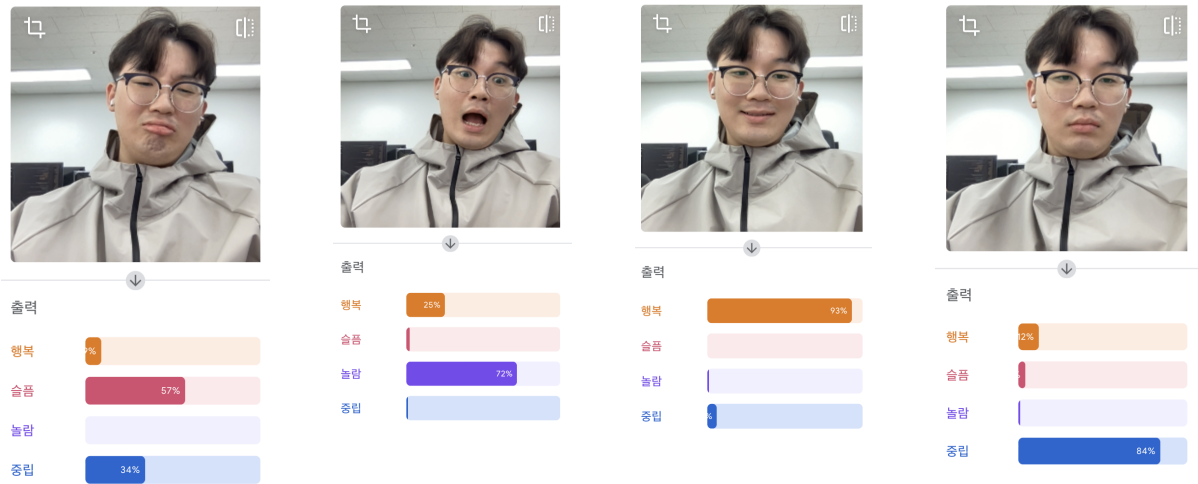 출력
행복 9%
슬픔 57%
놀람
중립 34%
출력
행복 25%
슬픔
놀람 72%
중립
출력
행복 93%
슬픔
놀람
중립 %
출력
행복 12%
슬픔
놀람
중립 84%